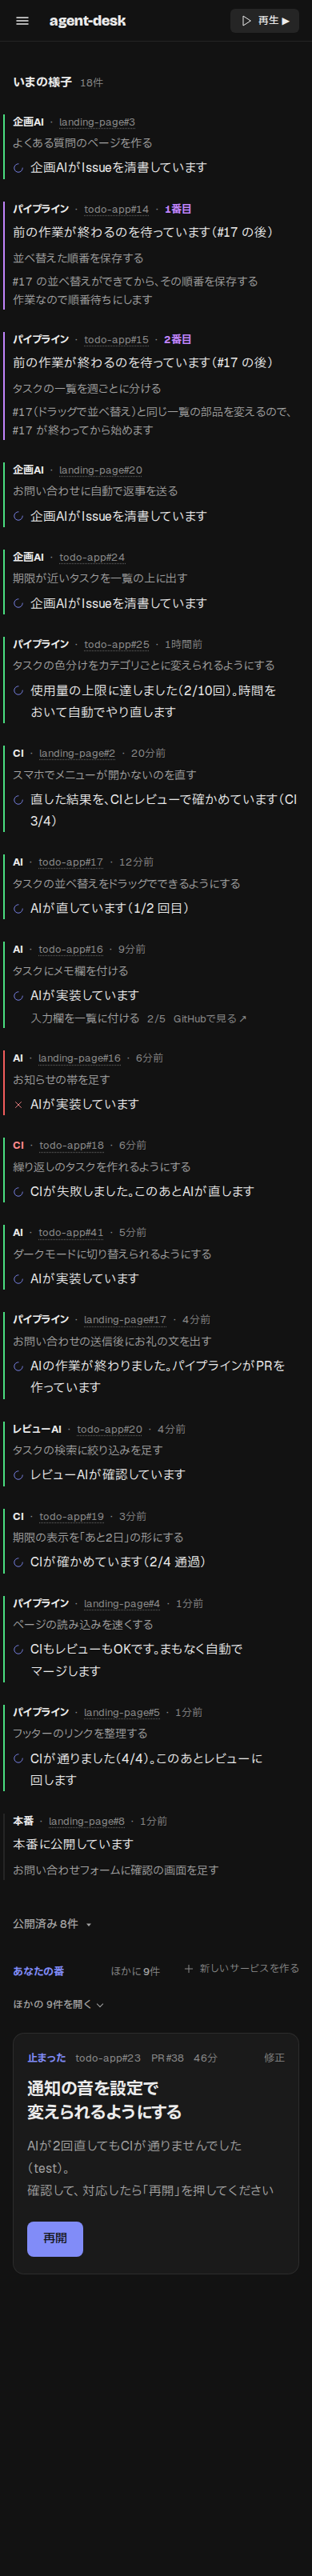 agent-desk
再生 ▶
いまの様子 18件
企画AI · landing-page#3
よくある質問のページを作る
企画AIがIssueを清書しています
パイプライン · todo-app#14 · 1番目
前の作業が終わるのを待っています（#17 の後）
並べ替えた順番を保存する
#17 の並べ替えができてから、その順番を保存する
作業なので順番待ちにします
パイプライン · todo-app#15 · 2番目
前の作業が終わるのを待っています（#17 の後）
タスクの一覧を週ごとに分ける
#17（ドラッグで並べ替え）と同じ一覧の部品を変えるので、
#17 が終わってから始めます
企画AI · landing-page#20
お問い合わせに自動で返事を送る
企画AIがIssueを清書しています
企画AI · todo-app#24
期限が近いタスクを一覧の上に出す
企画AIがIssueを清書しています
パイプライン · todo-app#25 · 1時間前
タスクの色分けをカテゴリごとに変えられるようにする
使用量の上限に達しました（2/10回）。時間を
おいて自動でやり直します
CI · landing-page#2 · 20分前
スマホでメニューが開かないのを直す
直した結果を、CIとレビューで確かめています（CI
3/4）
AI · todo-app#17 · 12分前
タスクの並べ替えをドラッグでできるようにする
AIが直しています（1/2 回目）
AI · todo-app#16 · 9分前
タスクにメモ欄を付ける
AIが実装しています
入力欄を一覧に付ける 2/5 GitHubで見る↗
AI · landing-page#16 · 6分前
お知らせの帯を足す
AIが実装しています
CI · todo-app#18 · 6分前
繰り返しのタスクを作れるようにする
CIが失敗しました。このあとAIが直します
AI · todo-app#41 · 5分前
ダークモードに切り替えられるようにする
AIが実装しています
パイプライン · landing-page#17 · 4分前
お問い合わせの送信後にお礼の文を出す
AIの作業が終わりました。パイプラインがPRを
作っています
レビューAI · todo-app#20 · 4分前
タスクの検索に絞り込みを足す
レビューAIが確認しています
CI · todo-app#19 · 3分前
期限の表示を「あと2日」の形にする
CIが確かめています（2/4 通過）
パイプライン · landing-page#4 · 1分前
ページの読み込みを速くする
CIもレビューもOKです。まもなく自動で
マージします
パイプライン · landing-page#5 · 1分前
フッターのリンクを整理する
CIが通りました（4/4）。このあとレビューに
回します
本番 · landing-page#8 · 1分前
本番に公開しています
お問い合わせフォームに確認の画面を足す
公開済み 8件
あなたの番 ほかに 9件 ＋ 新しいサービスを作る
ほかの 9件を開く
止まった todo-app#23 PR #38 46分 修正
通知の音を設定で
変えられるようにする
AIが2回直してもCIが通りませんでした
（test）。
確認して、対応したら「再開」を押してください
再開